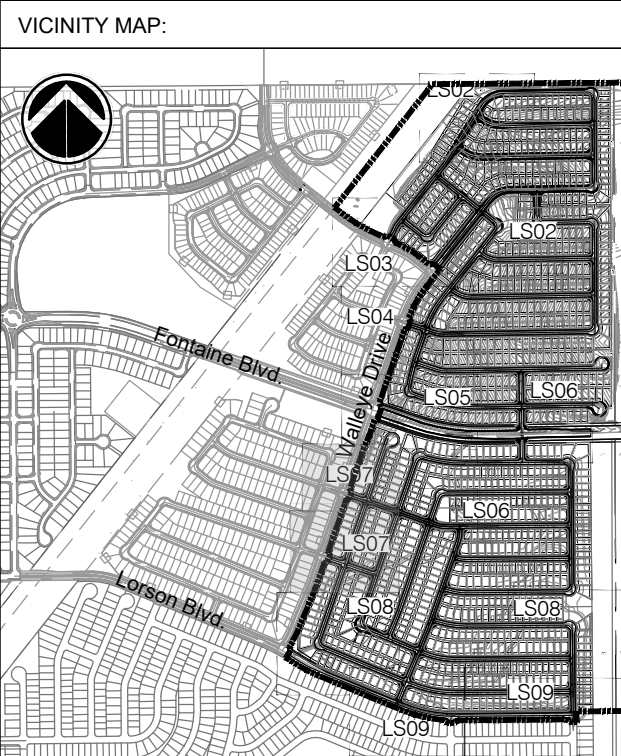 VICINITY MAP:
LS02
LS02
LS03
LS04
Fontaine Blvd.
Walleye Drive
LS05
LS06
LS07
LS06
LS07
Lorson Blvd.
LS08
LS08
LS09
LS09